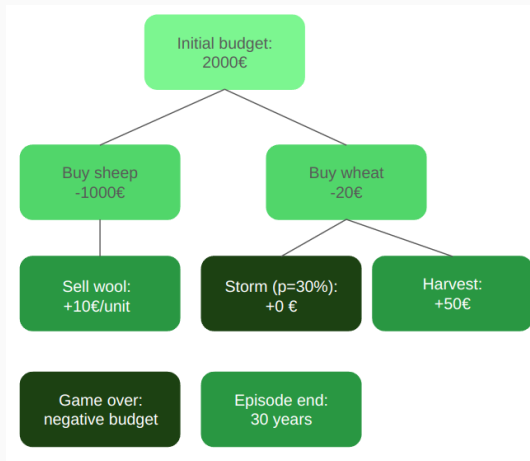 Initial budget:
2000€
Buy sheep
-1000€
Buy wheat
-20€
Sell wool:
+10€/unit
Storm (p=30%):
+0 €
Harvest:
+50€
Game over:
negative budget
Episode end:
30 years